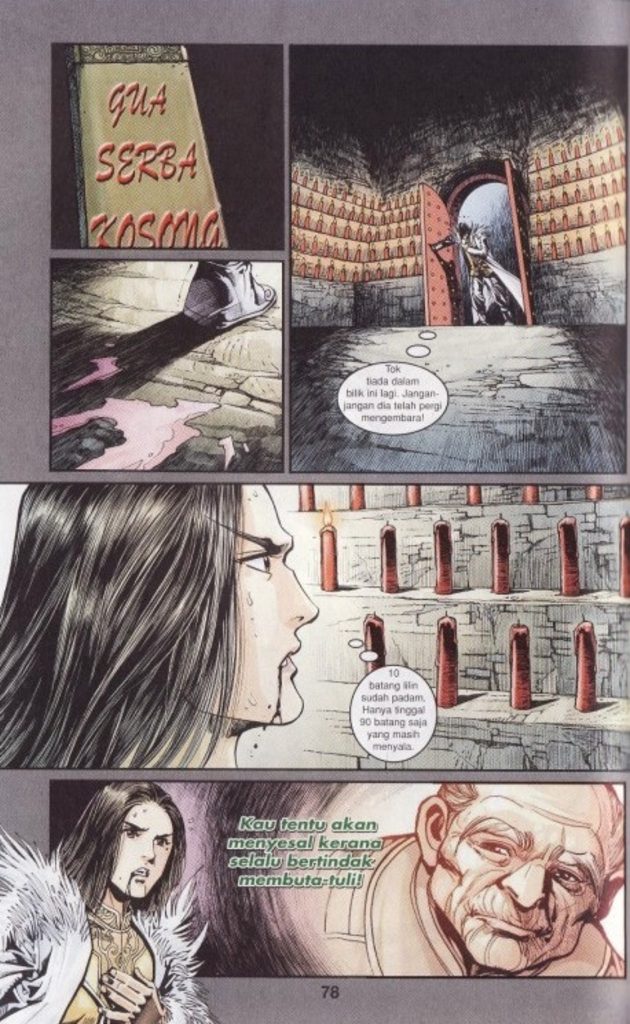 GUA
SERBA
KOSONG
Tok
tiada dalam
bilik ini lagi. Jangan-
jangan dia telah pergi
mengembara!
10
batang lilin
sudah padam.
Hanya tinggal
90 batang saja
yang masih
menyala.
Kau tentu akan
menyesal kerana
selalu bertindak
membuta-tuli!
78